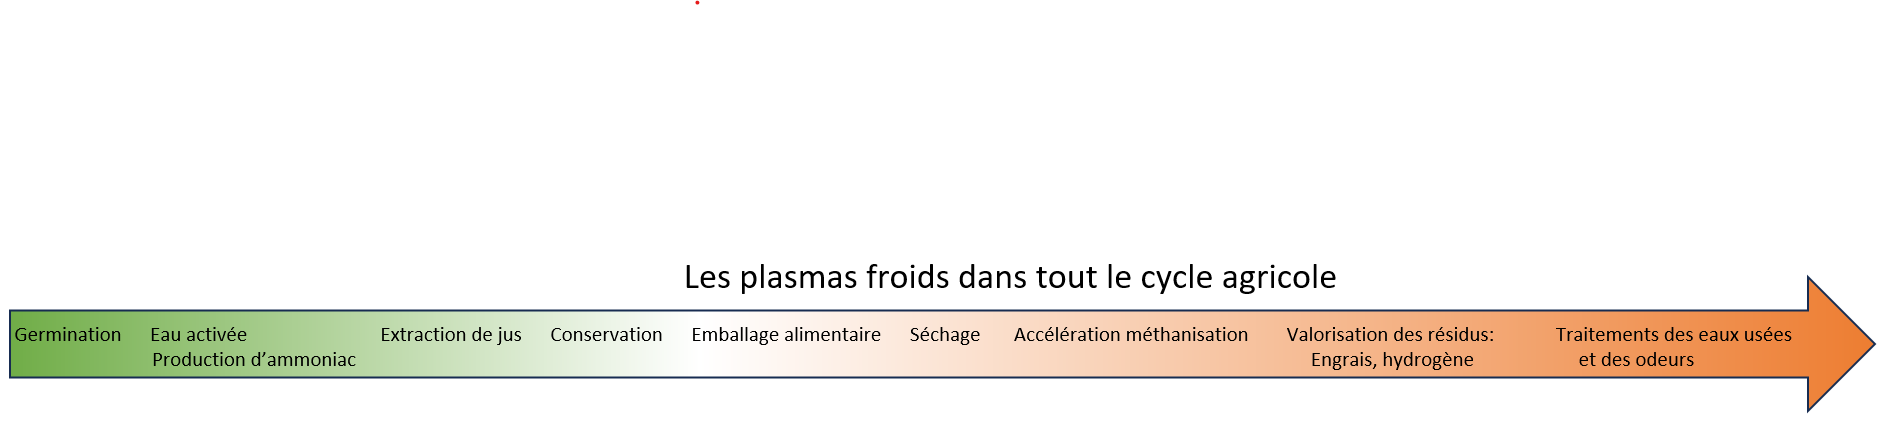 Les plasmas froids dans tout le cycle agricole
Germination
Eau activée
Production d’ammoniac
Extraction de jus
Conservation
Emballage alimentaire
Séchage
Accélération méthanisation
Valorisation des résidus:
Engrais, hydrogène
Traitements des eaux usées
et des odeurs